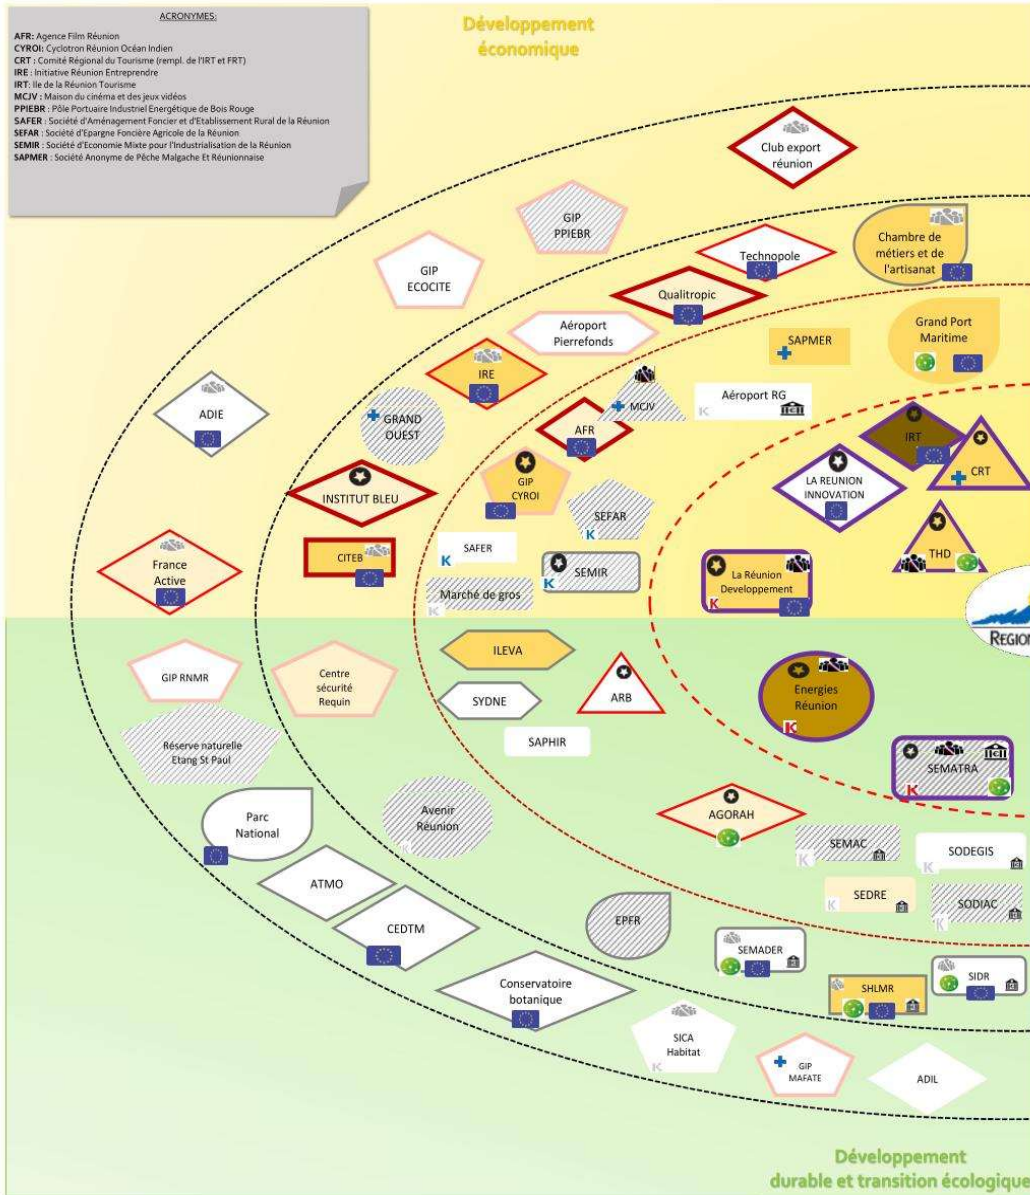 ACRONYMES:
AFR: Agence Film Réunion
CYROI: Cyclotron Réunion Océan Indien
CRT : Comité Régional du Tourisme (rempl. de l'IRT et FRT)
IRE : Initiative Réunion Entreprendre
IRT: Ile de la Réunion Tourisme
MCJV : Maison du cinéma et des jeux vidéos
PPIEBR : Pôle Portuaire Industriel Energétique de Bois Rouge
SAFER : Société d'Aménagement Foncier et d'Etablissement Rural de la Réunion
SEFAR : Société d'Epargne Foncière Agricole de la Réunion
SEMIR : Société d'Economie Mixte pour l'Industrialisation de la Réunion
SAPMER : Société Anonyme de Pêche Malgache Et Réunionnaise
Développement
économique
Club export
réunion
GIP
PPIEBR
GIP
ECOCITE
Technopole
Chambre de
métiers et de
l'artisanat
Qualitropic
Aéroport
Pierrefonds
SAPMER
Grand Port
Maritime
IRE
ADIE
GRAND
OUEST
MCJV
Aéroport RG
K
AFR
IRT
CRT
INSTITUT BLEU
GIP
CYROI
LA REUNION
INNOVATION
SEFAR
K
SAFER
K
CITEB
SEMIR
K
THD
France
Active
Marché de gros
K
La Réunion
Developpement
K
REGION
ILEVA
GIP RNMR
Centre
sécurité
Requin
SYDNE
ARB
Energies
Réunion
K
SAPHIR
Réserve naturelle
Etang St Paul
SEMATRA
K
Parc
National
Avenir
Réunion
K
AGORAH
SEMAC
K
SODEGIS
K
ATMO
SEDRE
K
SODIAC
K
CEDTM
EPFR
SEMADER
Conservatoire
botanique
SHLMR
SIDR
SICA
Habitat
K
GIP
MAFATE
ADIL
Développement
durable et transition écologique